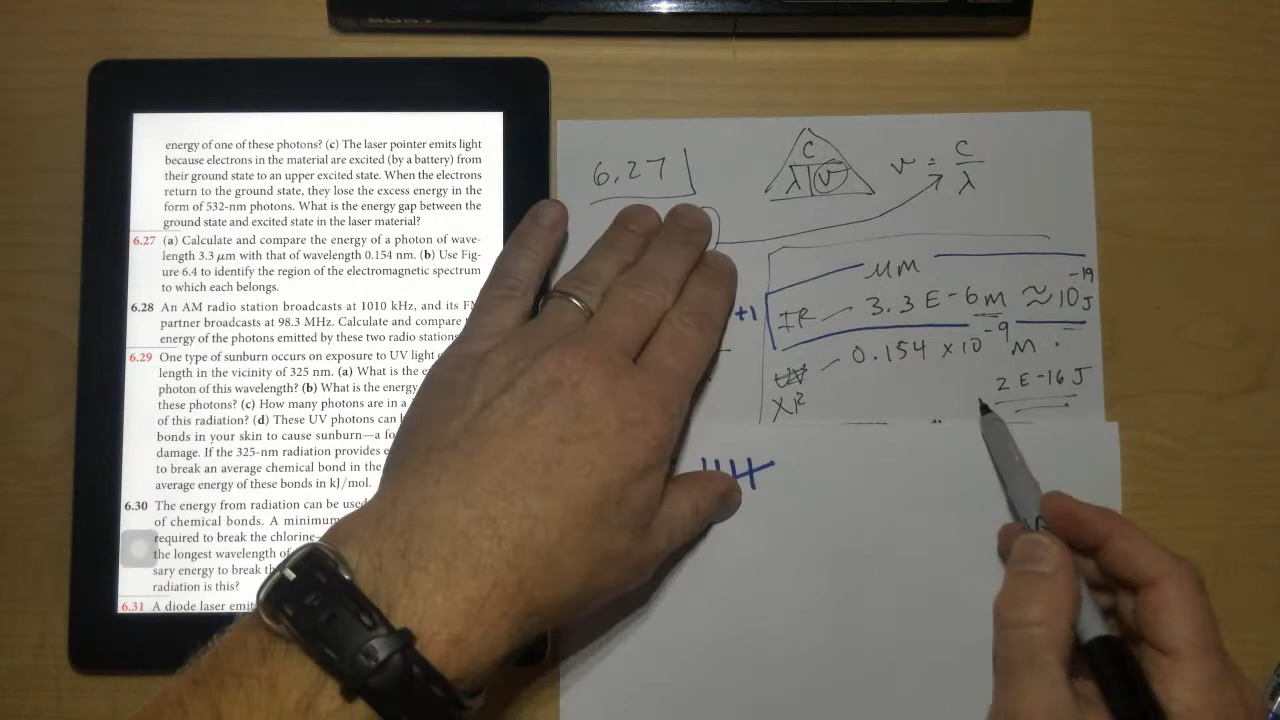 SONY
energy of one of these photons? (c) The laser pointer emits light
because electrons in the material are excited (by a battery) from
their ground state to an upper excited state. When the electrons
return to the ground state, they lose the excess energy in the
form of 532-nm photons. What is the energy gap between the
ground state and excited state in the laser material?
6.27 (a) Calculate and compare the energy of a photon of wave-
length 3.3 μm with that of wavelength 0.154 nm. (b) Use Fig-
ure 6.4 to identify the region of the electromagnetic spectrum
to which each belongs.
6.28 An AM radio station broadcasts at 1010 kHz, and its
partner broadcasts at 98.3 MHz. Calculate and compare
energy of the photons emitted by these two radio stations
6.29 One type of sunburn occurs on exposure to UV light
length in the vicinity of 325 nm. (a) What is the
photon of this wavelength? (b) What is the energy
these photons? (c) How many photons are in a
of this radiation? (d) These UV photons can
bonds in your skin to cause sunburn—a
damage. If the 325-nm radiation provides
to break an average chemical bond in the
average energy of these bonds in kJ/mol.
6.30 The energy from radiation can be used
of chemical bonds. A minimum
required to break the chlorine–
the longest wavelength of
sary energy to break
radiation is this?
6.31 A diode laser
6.27
C
λ ν
ν = C/λ
μm
+1
IR — 3.3 E-6 m ≈ 10⁻¹⁹ J
UV — 0.154 × 10⁻⁹ m .
XR
2 E-16 J